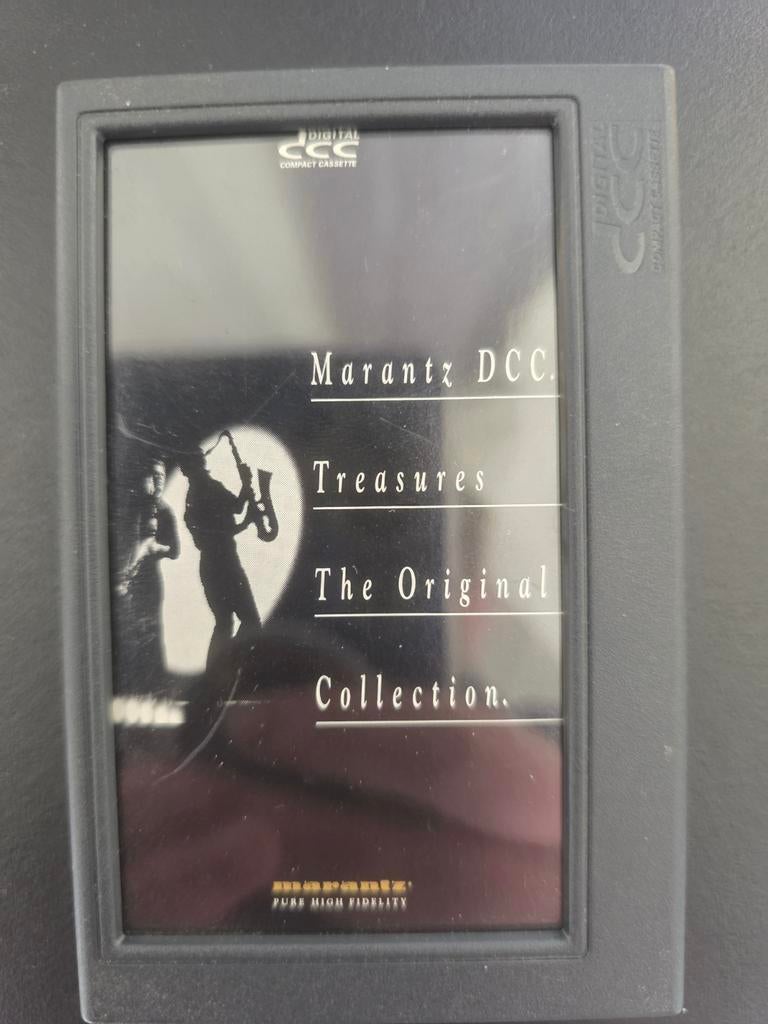 DIGITAL
dcc
COMPACT CASSETTE
DIGITAL
dcc
COMPACT CASSETTE
Marantz DCC.
Treasures
The Original
Collection.
marantz
PURE HIGH FIDELITY